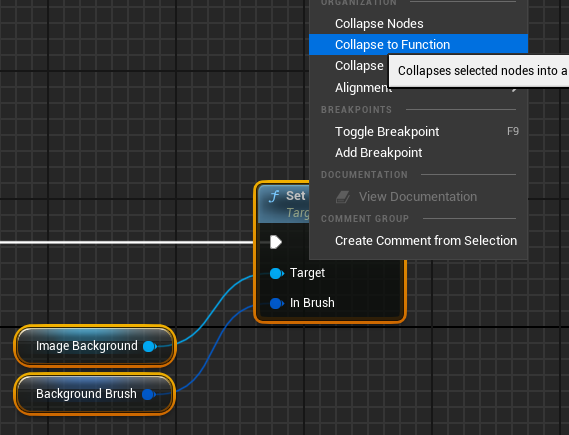 ORGANIZATION
Collapse Nodes
Collapse to Function
Collapse
Collapses selected nodes into a
Alignment
BREAKPOINTS
Toggle Breakpoint F9
Add Breakpoint
DOCUMENTATION
View Documentation
COMMENT GROUP
Create Comment from Selection
f Set
Target
In Brush
Image Background
Background Brush